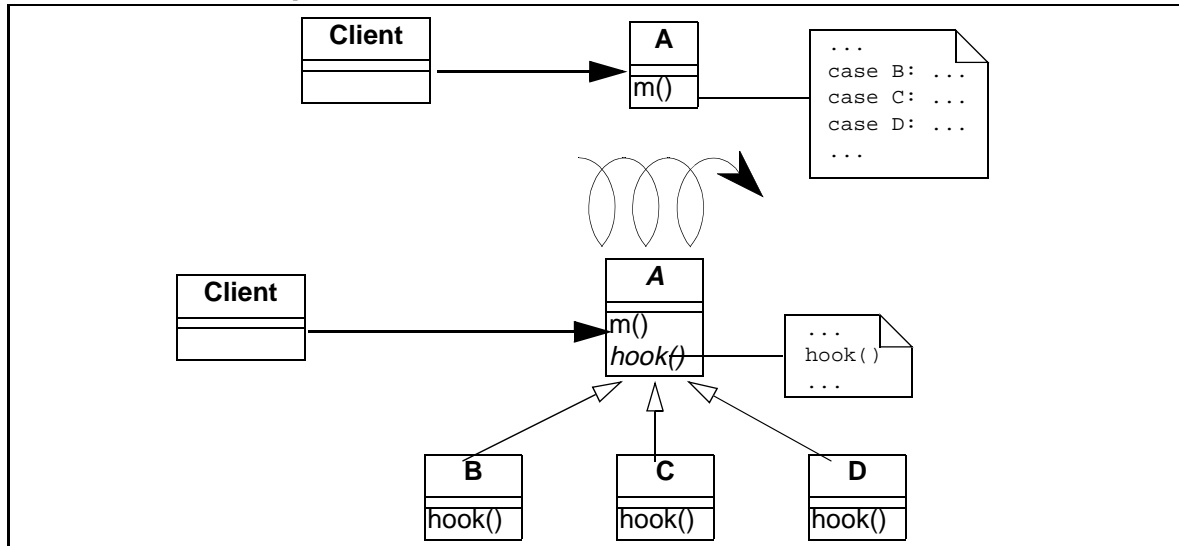 Client
A
m()
...
case B: ...
case C: ...
case D: ...
...
Client
A
m()
hook()
...
hook()
...
B
hook()
C
hook()
D
hook()